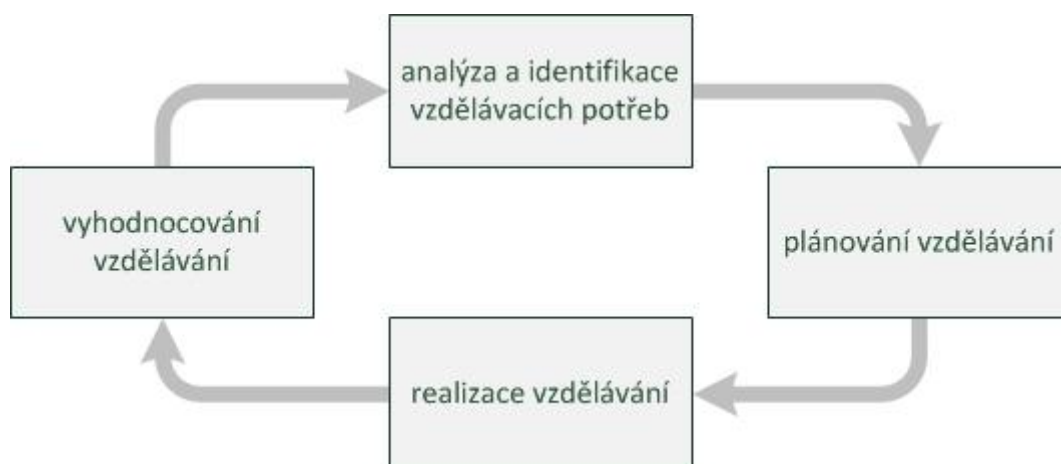 analýza a identifikace
vzdělávacích potřeb
vyhodnocování
vzdělávání
plánování vzdělávání
realizace vzdělávání